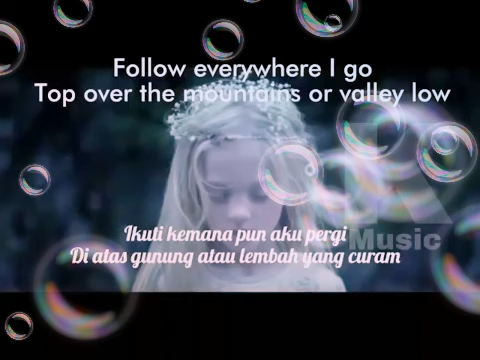 Follow everywhere I go
Top over the mountains or valley low
Ikuti kemana pun aku pergi
Di atas gunung atau lembah yang curam
Music